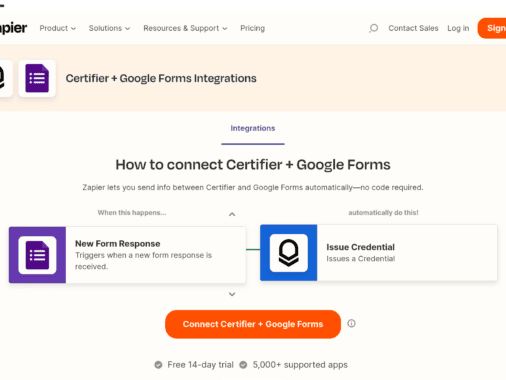 apier Product Solutions Resources & Support Pricing Contact Sales Log in Sign
Certifier + Google Forms Integrations
Integrations
How to connect Certifier + Google Forms
Zapier lets you send info between Certifier and Google Forms automatically—no code required.
When this happens...
automatically do this!
New Form Response
Triggers when a new form response is
received.
Issue Credential
Issues a Credential
Connect Certifier + Google Forms
Free 14-day trial 5,000+ supported apps